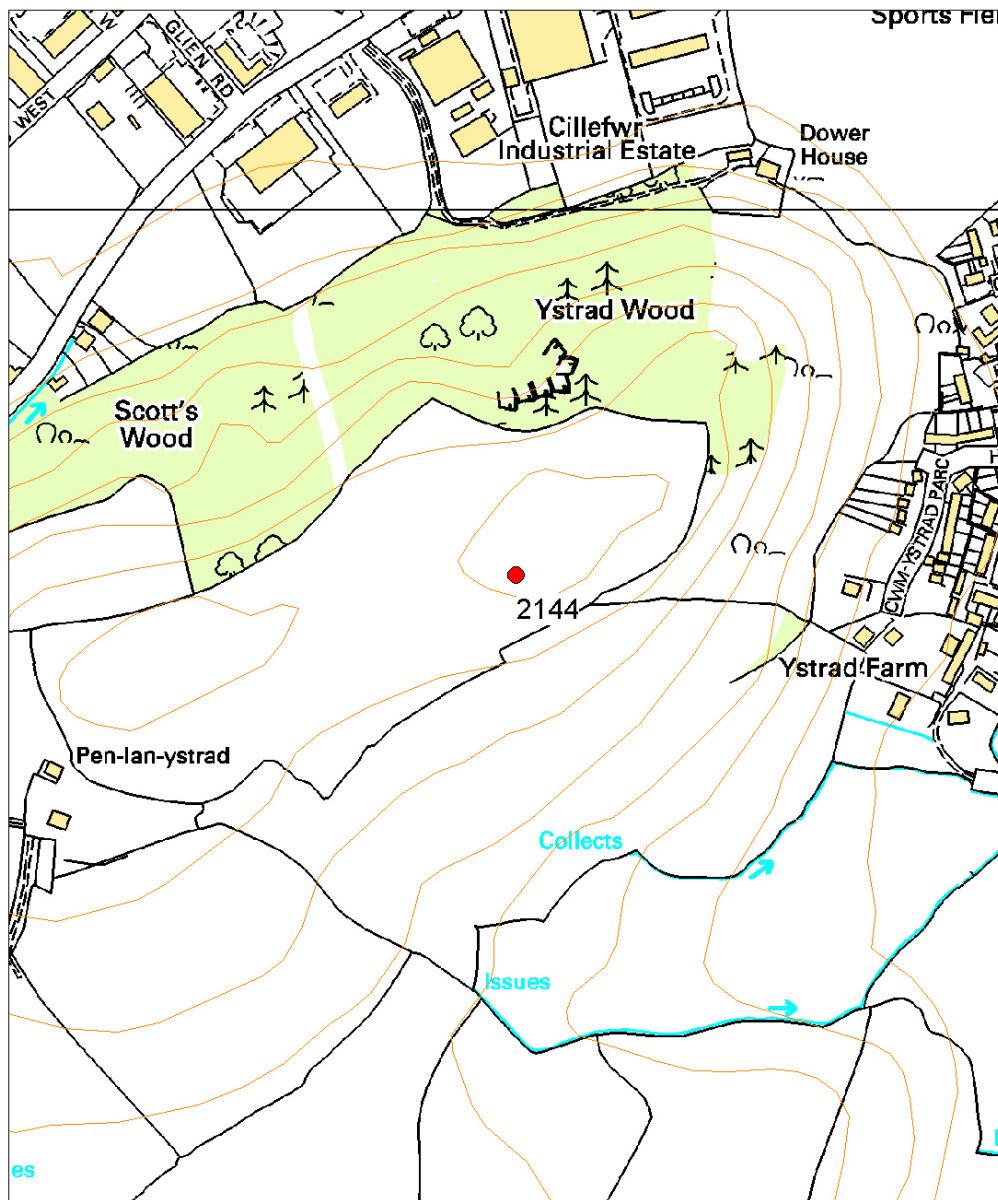 Sports Fiel
GLIEN RD
W
WEST
Cillefwr
Industrial Estate
Dower
House
Ystrad Wood
Scott's
Wood
CWM-YSTRAD PARC
2144
Ystrad Farm
Pen-lan-ystrad
Collects
Issues
es